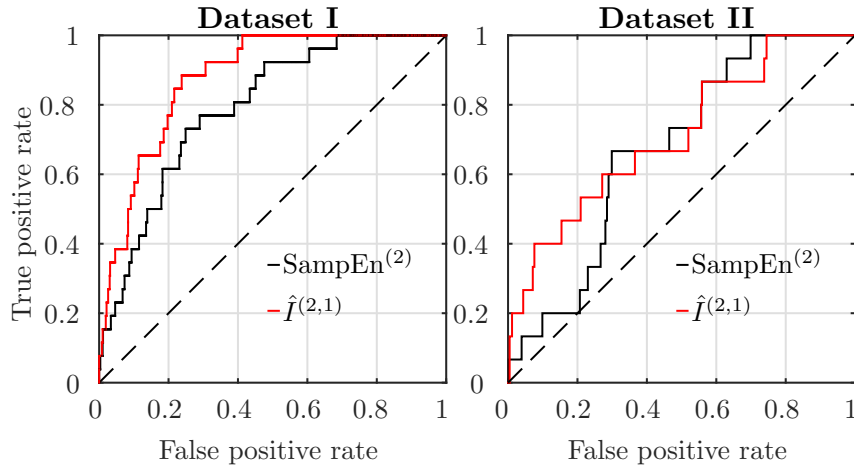 Dataset I
Dataset II
True positive rate
1
0.8
0.6
0.4
0.2
0
SampEn^{(2)}
Î^{(2,1)}
0 0.2 0.4 0.6 0.8 1
False positive rate
1
0.8
0.6
0.4
0.2
0
SampEn^{(2)}
Î^{(2,1)}
0 0.2 0.4 0.6 0.8 1
False positive rate